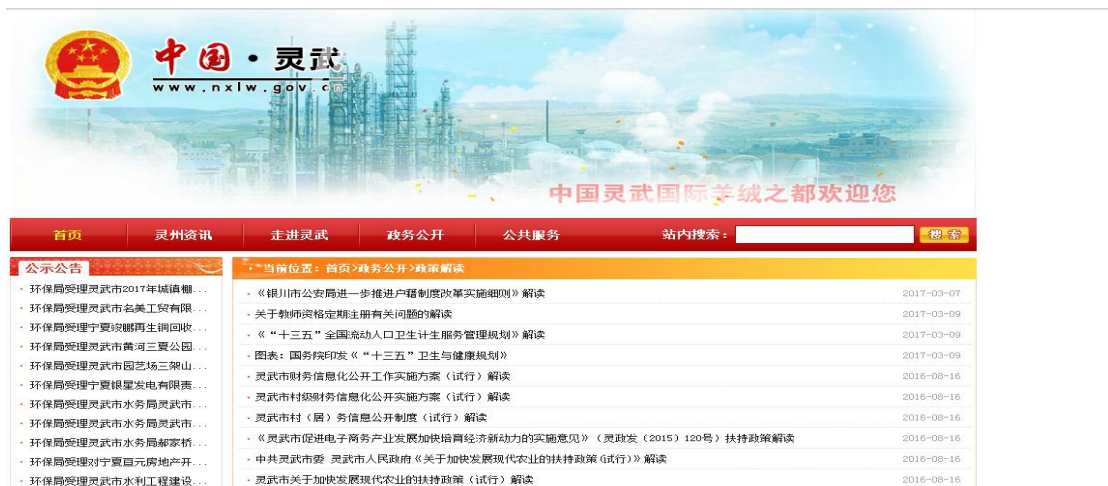 中国·灵武
www.nxlw.gov.cn
中国灵武国际羊绒之都欢迎您
首页 灵州资讯 走进灵武 政务公开 公共服务 站内搜索: 搜 索
公示公告
· 环保局受理灵武市2017年城镇棚...
· 环保局受理灵武市名美工贸有限...
· 环保局受理宁夏竣鹏再生铜回收...
· 环保局受理灵武市黄河三夏公园...
· 环保局受理灵武市园艺场三架山...
· 环保局受理宁夏银星发电有限责...
· 环保局受理灵武市水务局灵武市...
· 环保局受理灵武市水务局灵武市...
· 环保局受理灵武市水务局郝家桥...
· 环保局受理对宁夏亘元房地产开...
· 环保局受理灵武市水利工程建设...
当前位置:首页>政务公开>政策解读
· 《银川市公安局进一步推进户籍制度改革实施细则》解读 2017-03-07
· 关于教师资格定期注册有关问题的解读 2017-03-09
· 《“十三五”全国流动人口卫生计生服务管理规划》解读 2017-03-09
· 图表:国务院印发《“十三五”卫生与健康规划》 2017-03-09
· 灵武市财务信息化公开工作实施方案(试行)解读 2016-08-16
· 灵武市村级财务信息化公开实施方案(试行)解读 2016-08-16
· 灵武市村(居)务信息公开制度(试行)解读 2016-08-16
· 《灵武市促进电子商务产业发展加快培育经济新动力的实施意见》(灵政发(2015)120号)扶持政策解读 2016-08-16
· 中共灵武市委 灵武市人民政府《关于加快发展现代农业的扶持政策(试行)》解读 2016-08-16
· 灵武市关于加快发展现代农业的扶持政策(试行)解读 2016-08-16